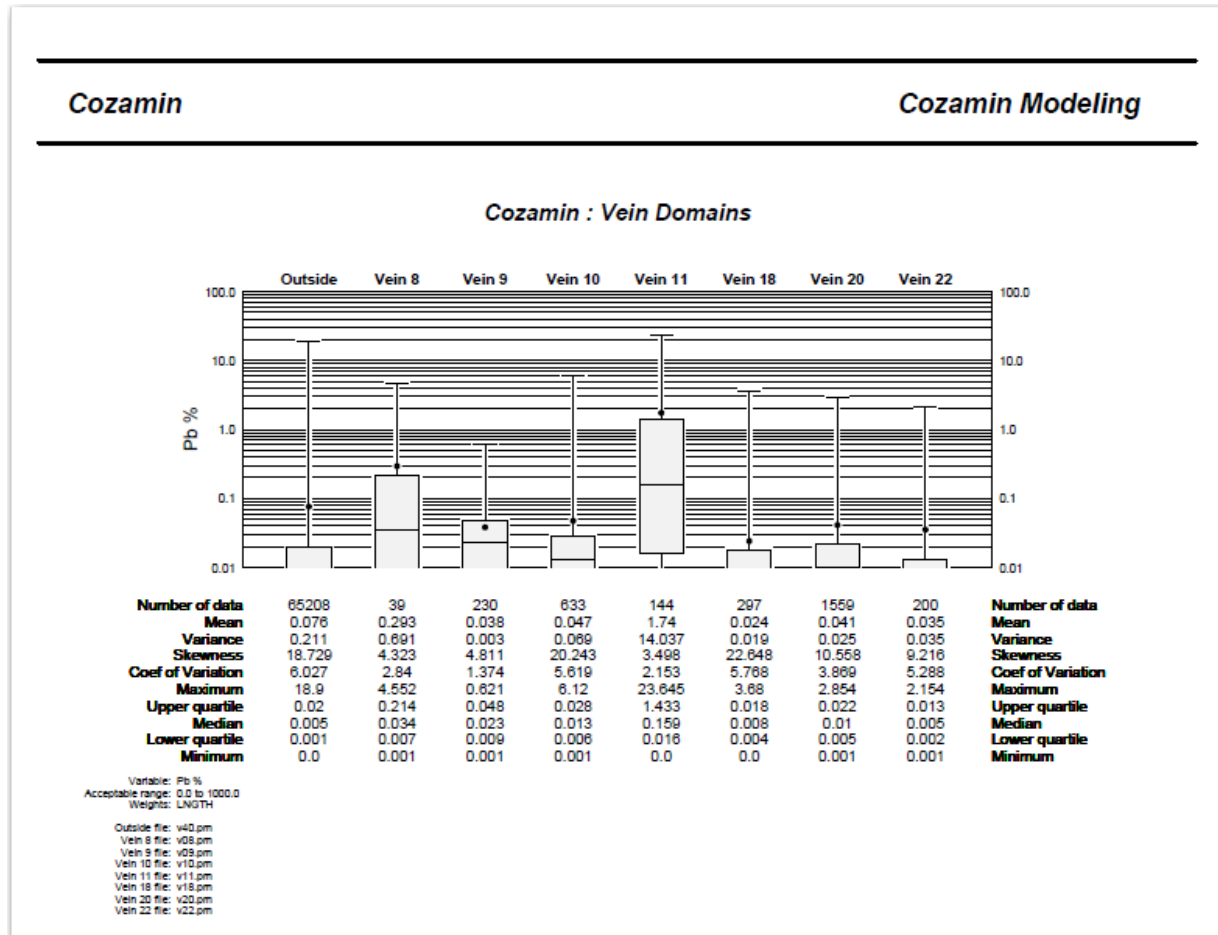 Cozamin Cozamin Modeling
Cozamin : Vein Domains
Outside Vein 8 Vein 9 Vein 10 Vein 11 Vein 18 Vein 20 Vein 22
100.0 100.0
10.0 10.0
Pb %
1.0 1.0
0.1 0.1
0.01 0.01
Number of data 65208 39 230 633 144 297 1559 200 Number of data
Mean 0.076 0.293 0.038 0.047 1.74 0.024 0.041 0.035 Mean
Variance 0.211 0.691 0.003 0.069 14.037 0.019 0.025 0.035 Variance
Skewness 18.729 4.323 4.811 20.243 3.498 22.648 10.558 9.216 Skewness
Coef of Variation 6.027 2.84 1.374 5.619 2.153 5.768 3.869 5.288 Coef of Variation
Maximum 18.9 4.552 0.621 6.12 23.645 3.68 2.854 2.154 Maximum
Upper quartile 0.02 0.214 0.048 0.028 1.433 0.018 0.022 0.013 Upper quartile
Median 0.005 0.034 0.023 0.013 0.159 0.008 0.01 0.005 Median
Lower quartile 0.001 0.007 0.009 0.006 0.016 0.004 0.005 0.002 Lower quartile
Minimum 0.0 0.001 0.001 0.001 0.0 0.0 0.001 0.001 Minimum
Variable: Pb %
Acceptable range: 0.0 to 1000.0
Weights: LNGTH
Outside file: v40.pm
Vein 8 file: v08.pm
Vein 9 file: v09.pm
Vein 10 file: v10.pm
Vein 11 file: v11.pm
Vein 18 file: v18.pm
Vein 20 file: v20.pm
Vein 22 file: v22.pm